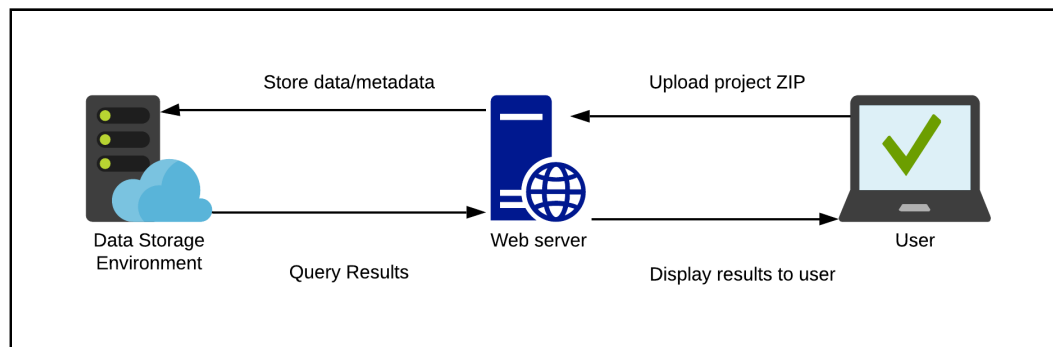 Store data/metadata
Upload project ZIP
Data Storage
Environment
Web server
User
Query Results
Display results to user